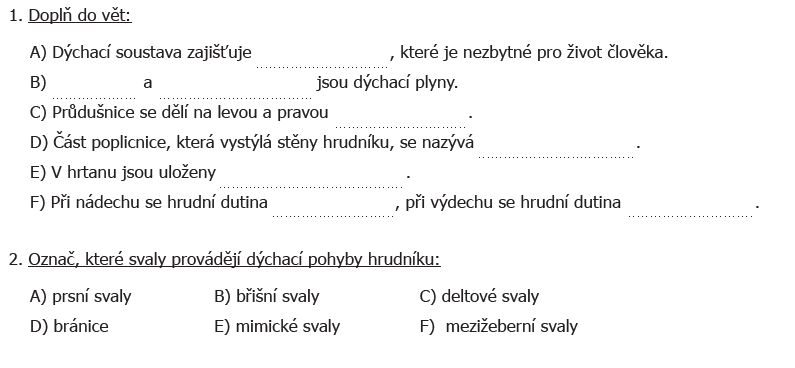 1. Doplň do vět:
A) Dýchací soustava zajišťuje ........................, které je nezbytné pro život člověka.
B) ................ a ............................ jsou dýchací plyny.
C) Průdušnice se dělí na levou a pravou ........................ .
D) Část poplicnice, která vystýlá stěny hrudníku, se nazývá ............................ .
E) V hrtanu jsou uloženy ................................. .
F) Při nádechu se hrudní dutina ......................, při výdechu se hrudní dutina ....................... .
2. Označ, které svaly provádějí dýchací pohyby hrudníku:
A) prsní svaly B) břišní svaly C) deltové svaly
D) bránice E) mimické svaly F) mezižeberní svaly